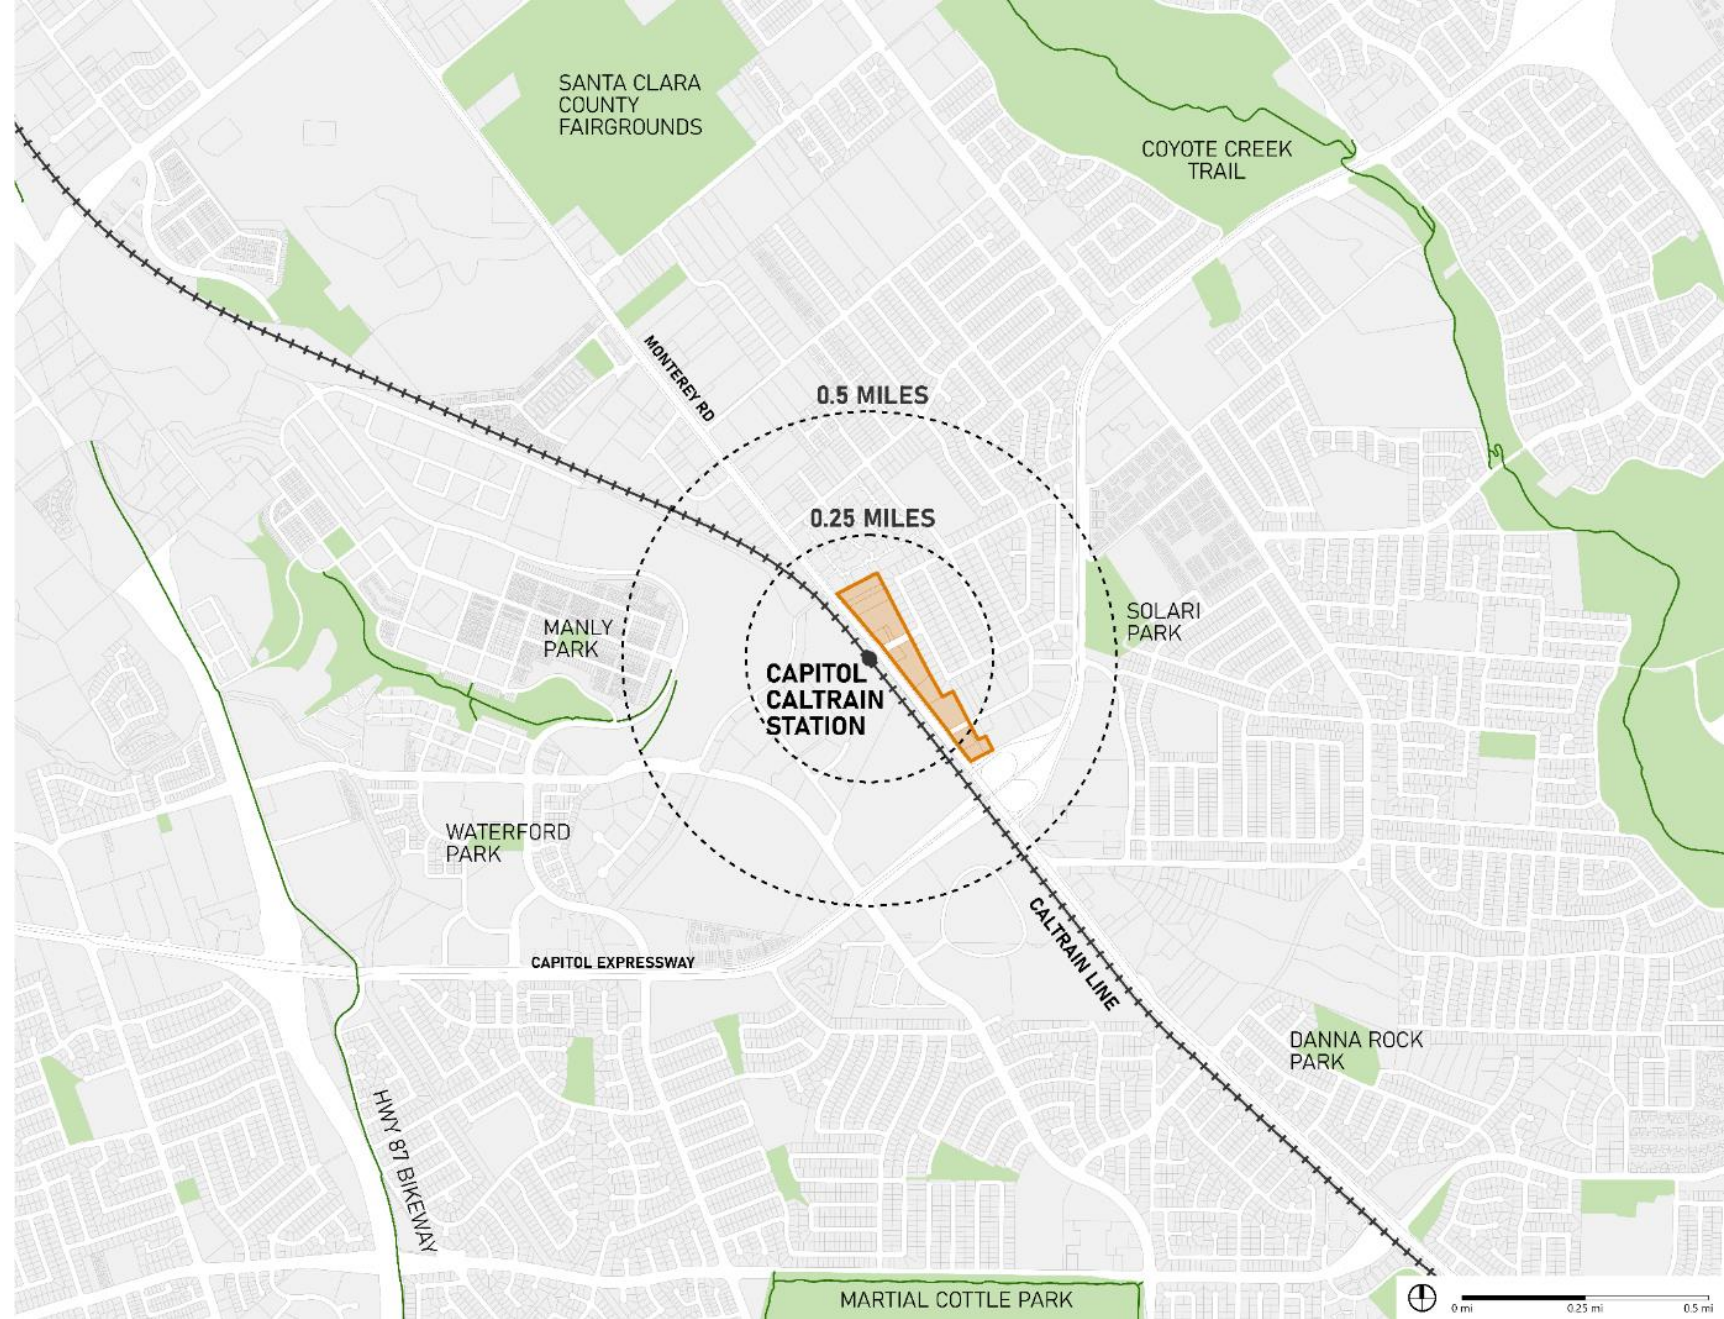 SANTA CLARA
COUNTY
FAIRGROUNDS
COYOTE CREEK
TRAIL
MONTEREY RD
0.5 MILES
0.25 MILES
MANLY
PARK
SOLARI
PARK
CAPITOL
CALTRAIN
STATION
WATERFORD
PARK
CALTRAIN LINE
CAPITOL EXPRESSWAY
DANNA ROCK
PARK
HWY 87 BIKEWAY
MARTIAL COTTLE PARK
0 mi
0.25 mi
0.5 mi